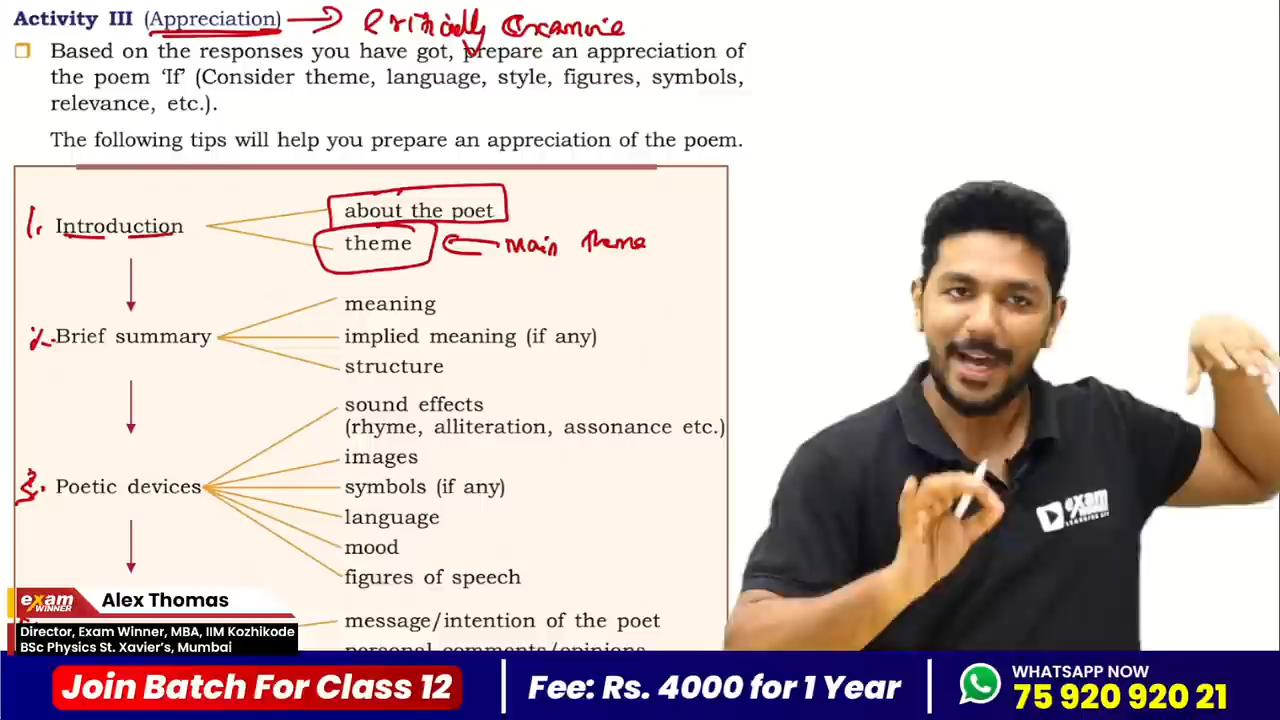 Activity III (Appreciation) → critically examine
Based on the responses you have got, prepare an appreciation of
the poem 'If' (Consider theme, language, style, figures, symbols,
relevance, etc.).
The following tips will help you prepare an appreciation of the poem.
1. Introduction
about the poet
theme
main theme
2. Brief summary
meaning
implied meaning (if any)
structure
3. Poetic devices
sound effects
(rhyme, alliteration, assonance etc.)
images
symbols (if any)
language
mood
figures of speech
message/intention of the poet
personal comments/opinions
exam
WINNER
Alex Thomas
Director, Exam Winner, MBA, IIM Kozhikode
BSc Physics St. Xavier's, Mumbai
exam
Join Batch For Class 12
Fee: Rs. 4000 for 1 Year
WHATSAPP NOW
75 920 920 21